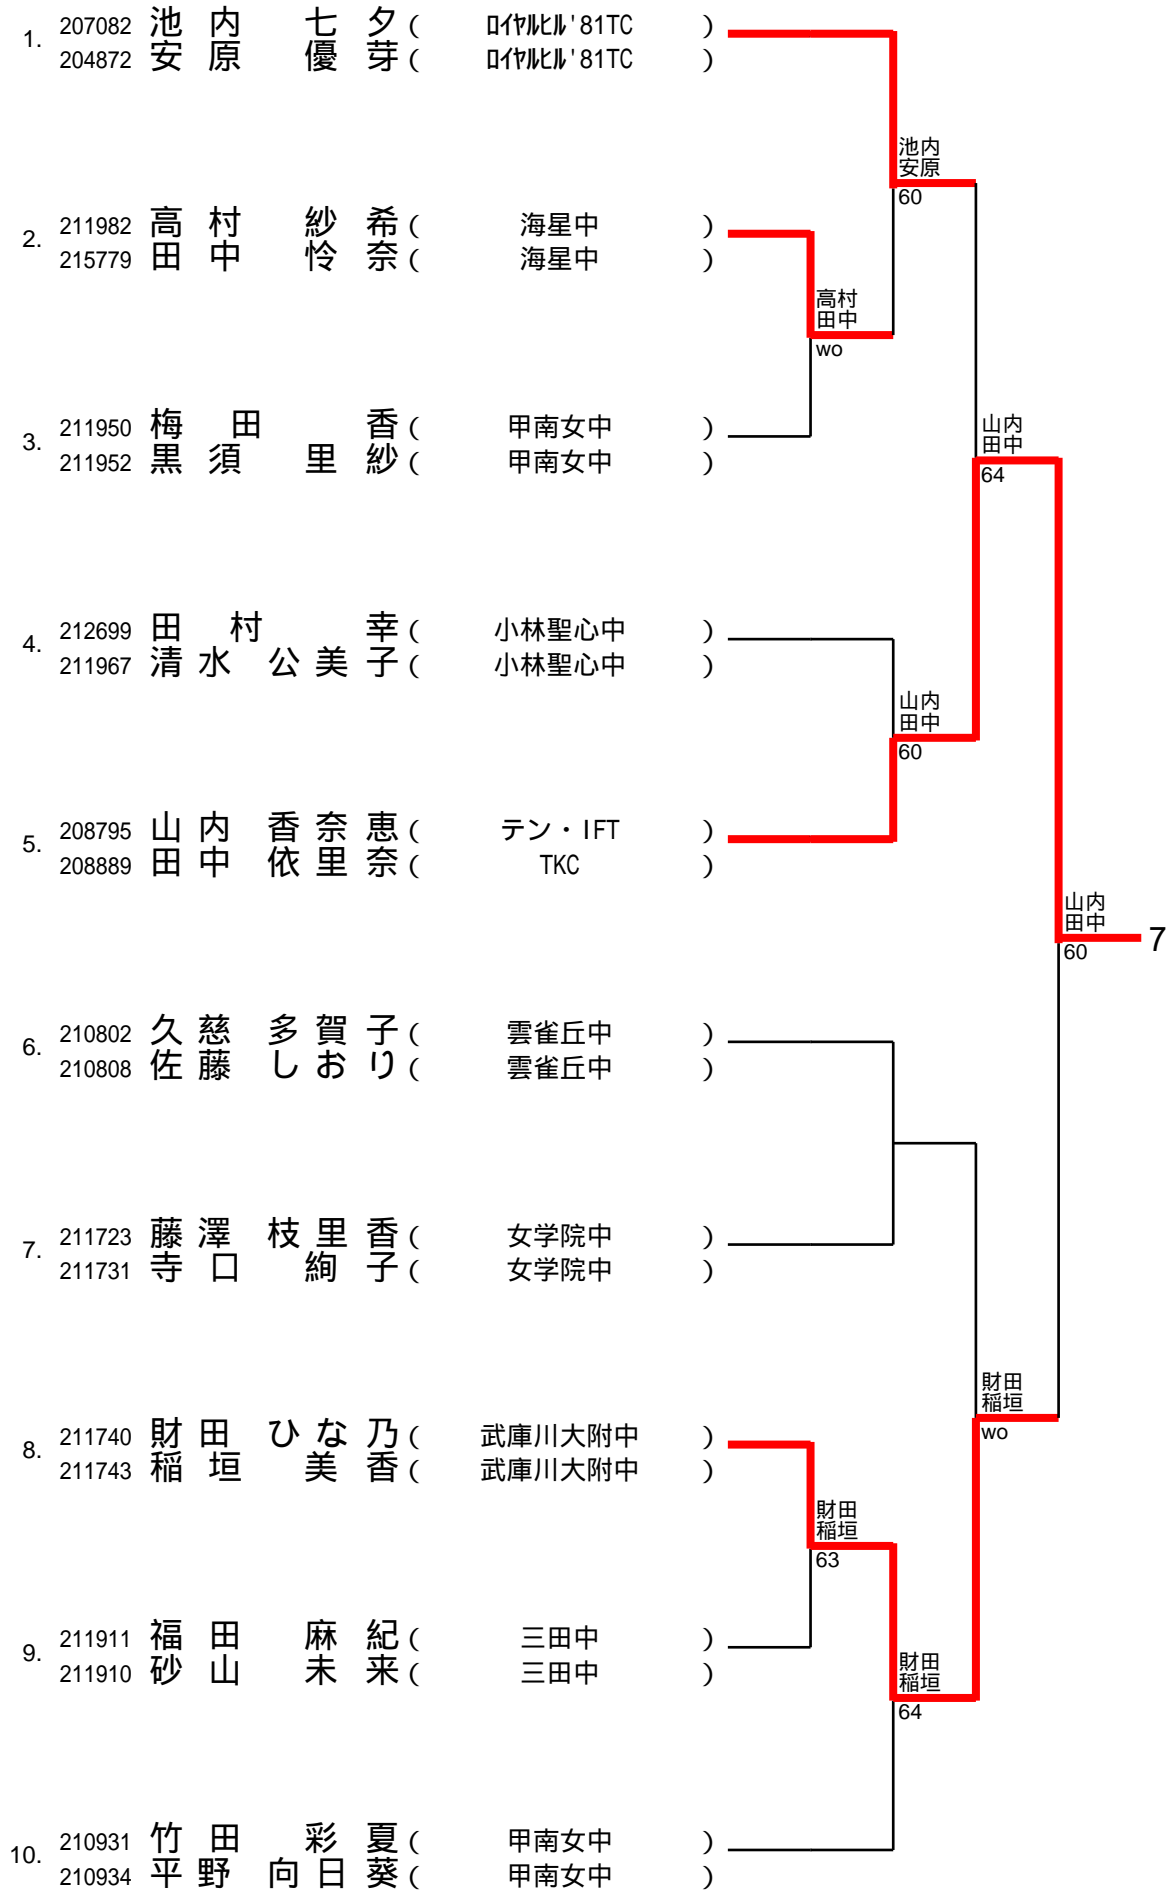 1. 207082 池内 七夕 ( ﾛｲﾔﾙﾋﾙ'81TC )
204872 安原 優芽 ( ﾛｲﾔﾙﾋﾙ'81TC )
池内
安原
60
2. 211982 高村 紗希 ( 海星中 )
215779 田中 怜奈 ( 海星中 )
高村
田中
wo
3. 211950 梅田 香 ( 甲南女中 )
211952 黒須 里紗 ( 甲南女中 )
山内
田中
64
4. 212699 田村 幸 ( 小林聖心中 )
211967 清水 公美子 ( 小林聖心中 )
山内
田中
60
5. 208795 山内 香奈恵 ( テン・IFT )
208889 田中 依里奈 ( TKC )
山内
田中
60
7
6. 210802 久慈 多賀子 ( 雲雀丘中 )
210808 佐藤 しおり ( 雲雀丘中 )
7. 211723 藤澤 枝里香 ( 女学院中 )
211731 寺口 絢子 ( 女学院中 )
財田
稲垣
wo
8. 211740 財田 ひな乃 ( 武庫川大附中 )
211743 稲垣 美香 ( 武庫川大附中 )
財田
稲垣
63
9. 211911 福田 麻紀 ( 三田中 )
211910 砂山 未来 ( 三田中 )
財田
稲垣
64
10. 210931 竹田 彩夏 ( 甲南女中 )
210934 平野 向日葵 ( 甲南女中 )